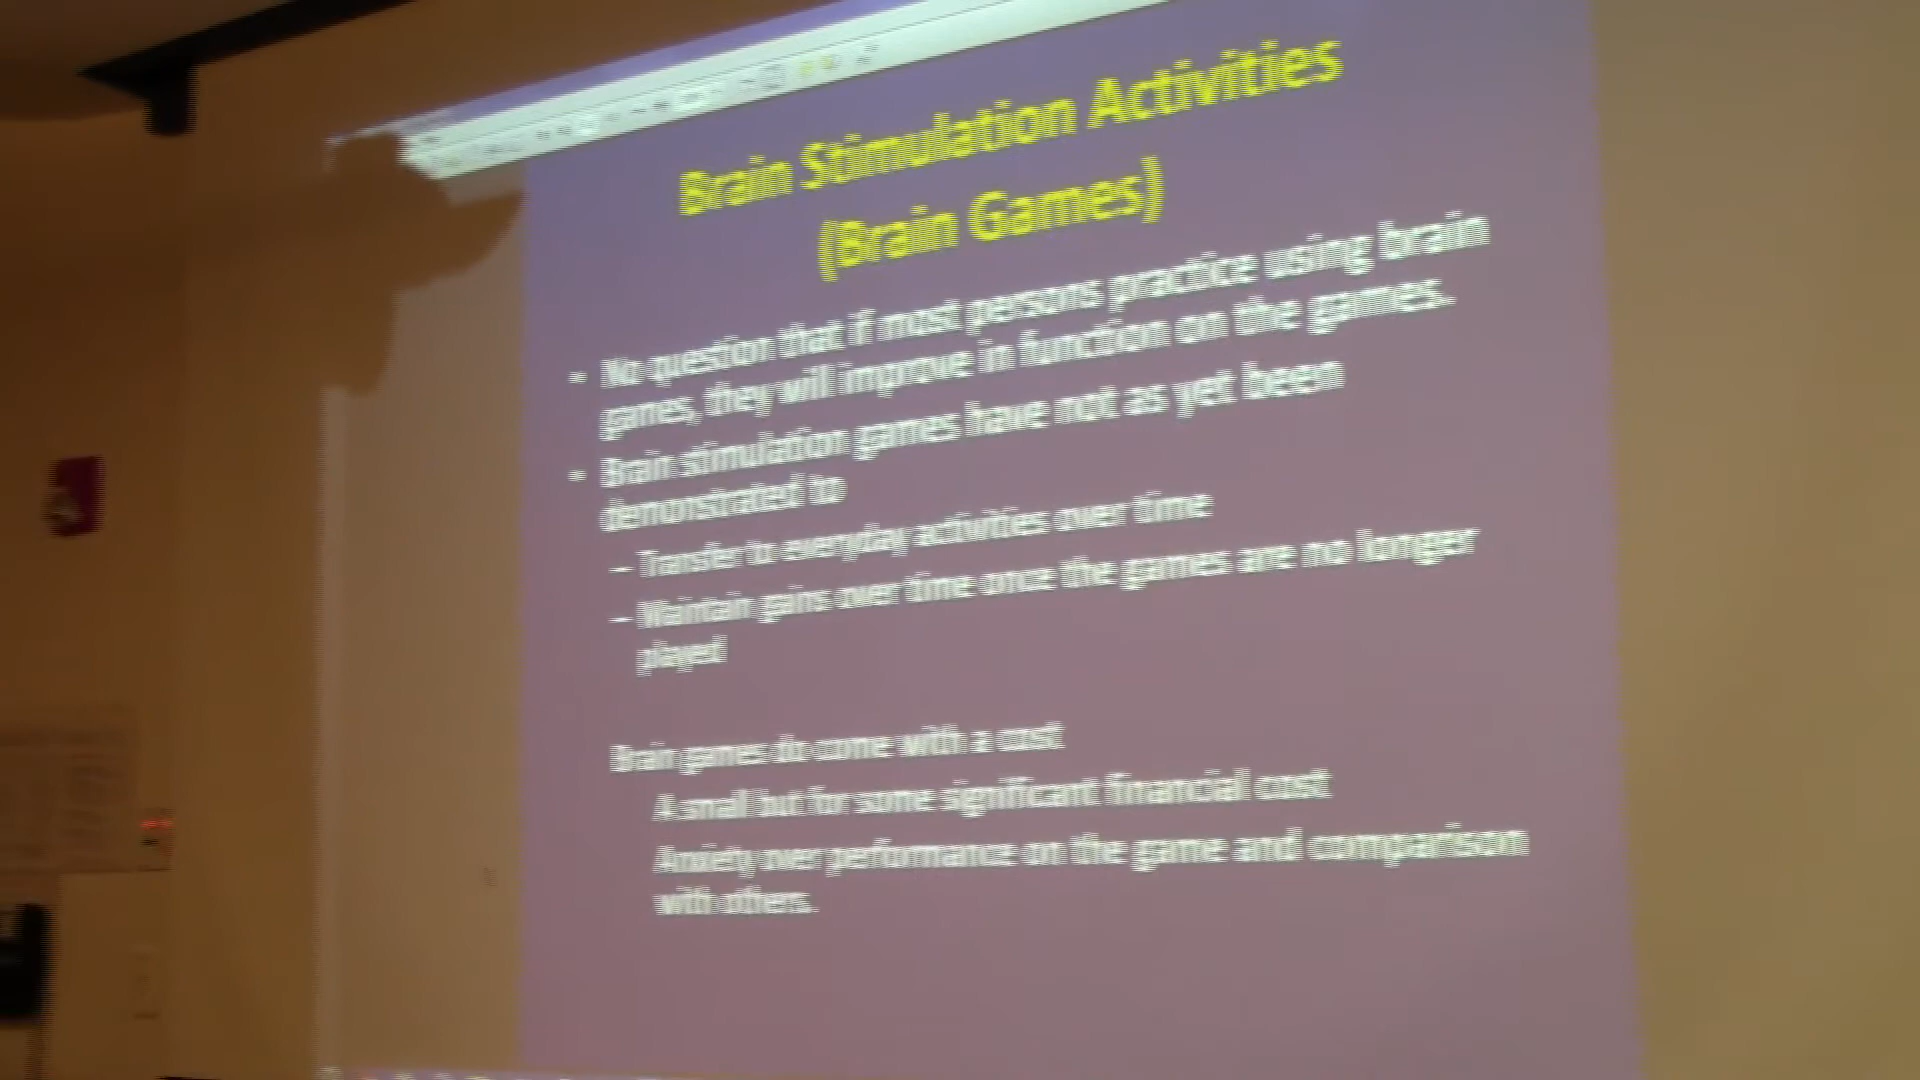 Brain Stimulation Activities
(Brain Games)
- No question that if most persons practice using brain
games, they will improve in function on the games.
- Brain stimulation games have not as yet been
demonstrated to
– Transfer to everyday activities over time
– Maintain gains over time once the games are no longer
played
Brain games do come with a cost
A small but for some significant financial cost
Anxiety over performance on the game and comparison
with others.